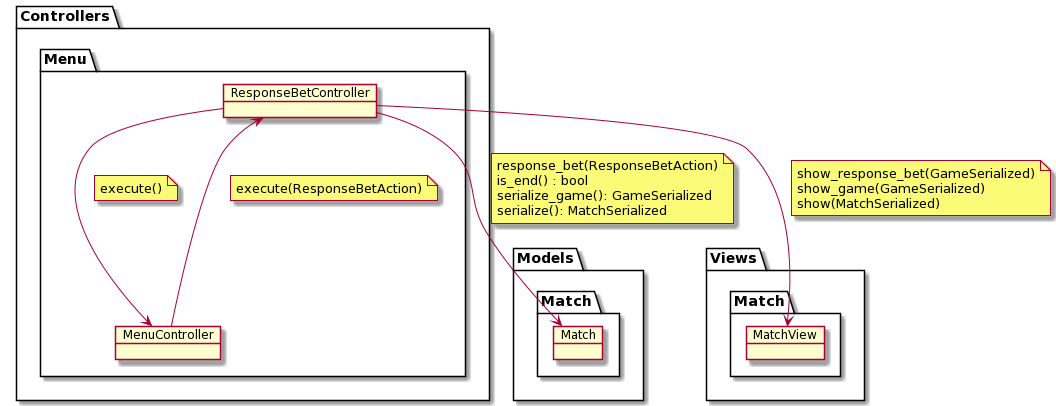 Controllers
Menu
ResponseBetController
execute()
execute(ResponseBetAction)
response_bet(ResponseBetAction)
is_end() : bool
serialize_game(): GameSerialized
serialize(): MatchSerialized
show_response_bet(GameSerialized)
show_game(GameSerialized)
show(MatchSerialized)
Models
Views
Match
Match
MenuController
Match
MatchView